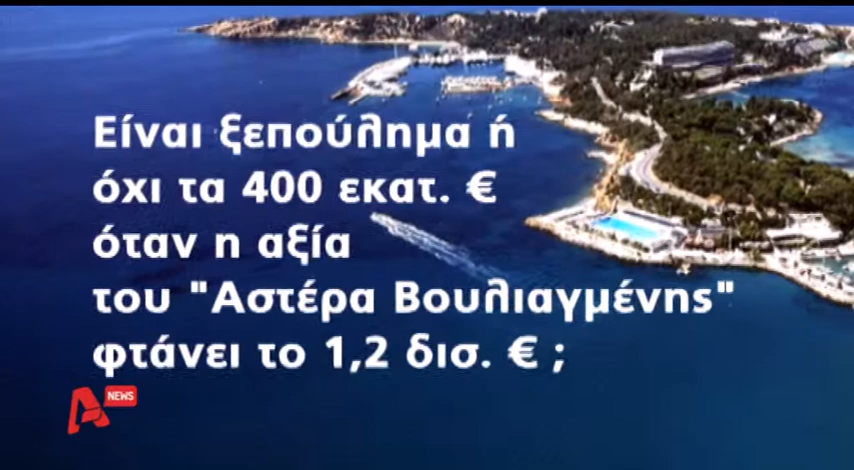 Είναι ξεπούλημα ή
όχι τα 400 εκατ. €
όταν η αξία
του "Αστέρα Βουλιαγμένης"
φτάνει το 1,2 δισ. € ;
A NEWS